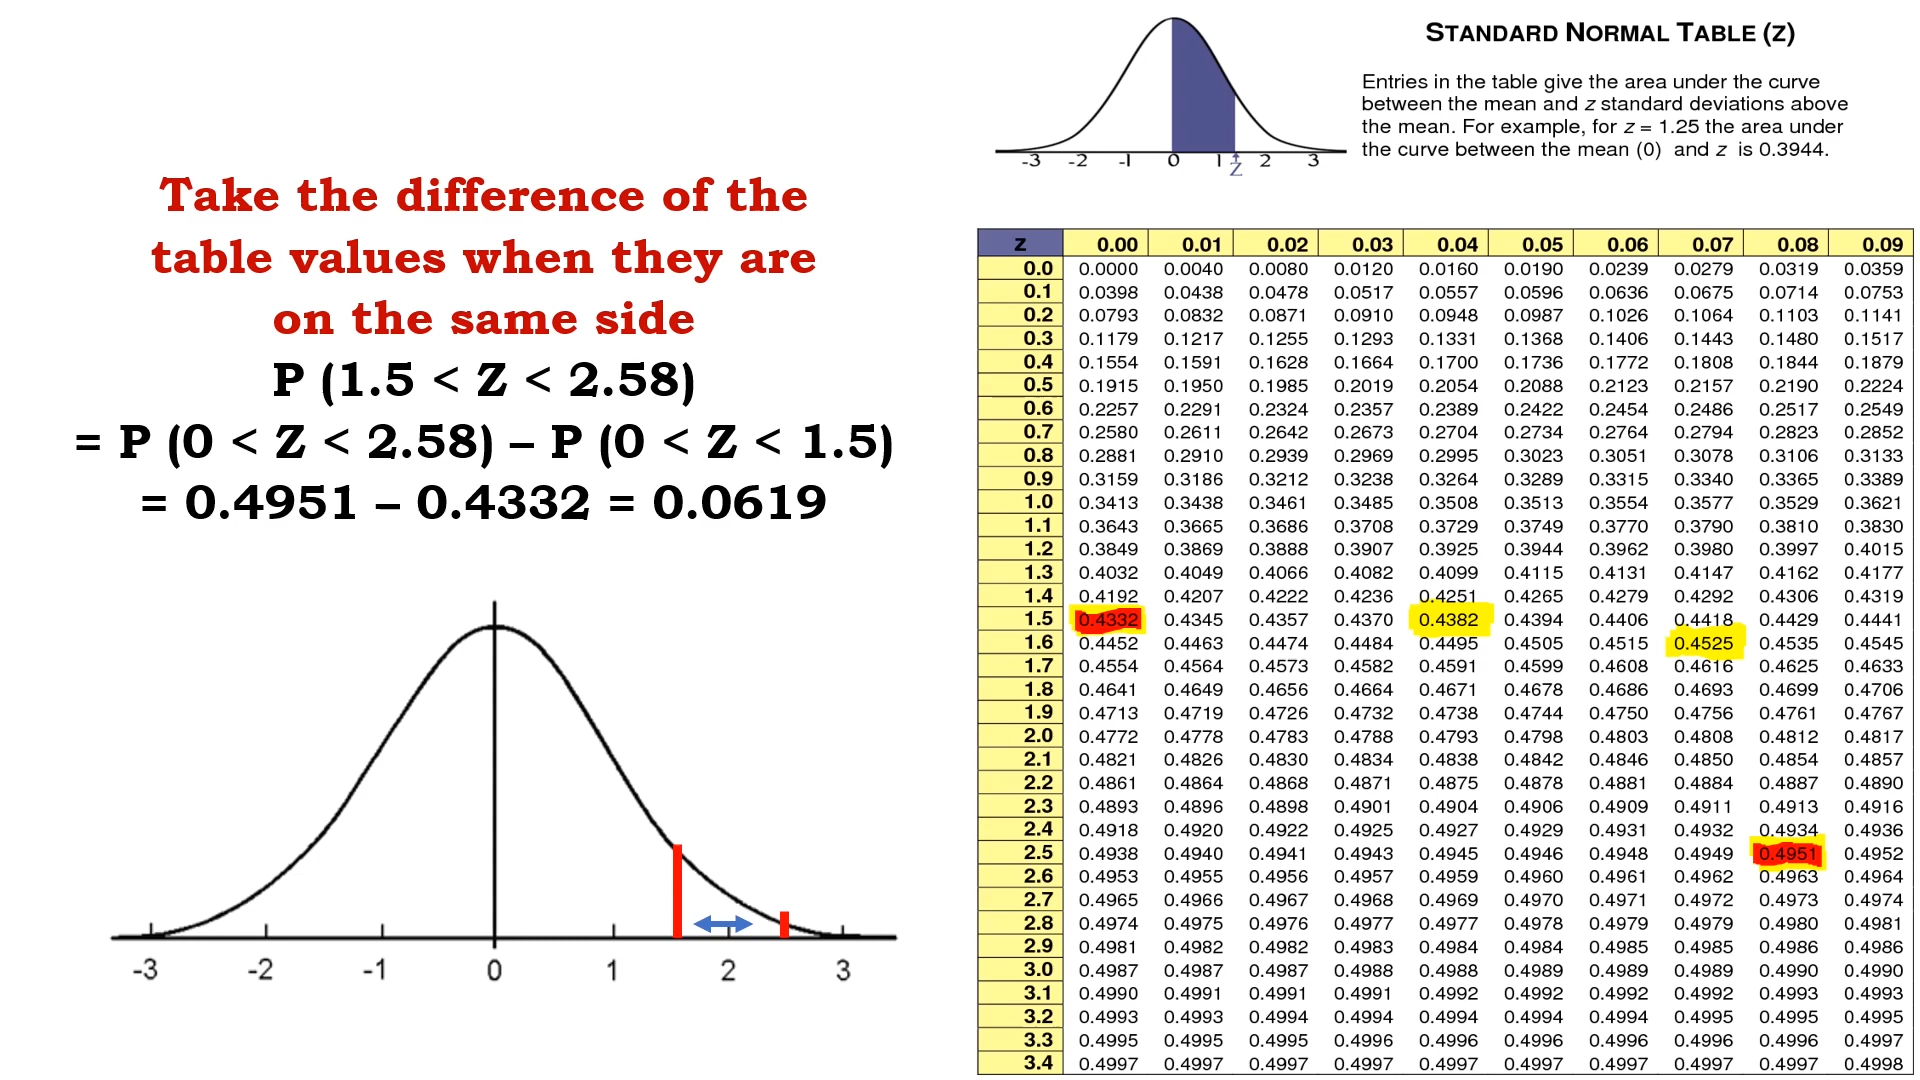 Take the difference of the
table values when they are
on the same side
P (1.5 < Z < 2.58)
= P (0 < Z < 2.58) – P (0 < Z < 1.5)
= 0.4951 – 0.4332 = 0.0619
-3 -2 -1 0 1 2 3
-3 -2 -1 0 1 2 3
Z
STANDARD NORMAL TABLE (Z)
Entries in the table give the area under the curve
between the mean and z standard deviations above
the mean. For example, for z = 1.25 the area under
the curve between the mean (0) and z is 0.3944.
z 0.00 0.01 0.02 0.03 0.04 0.05 0.06 0.07 0.08 0.09
0.0 0.0000 0.0040 0.0080 0.0120 0.0160 0.0190 0.0239 0.0279 0.0319 0.0359
0.1 0.0398 0.0438 0.0478 0.0517 0.0557 0.0596 0.0636 0.0675 0.0714 0.0753
0.2 0.0793 0.0832 0.0871 0.0910 0.0948 0.0987 0.1026 0.1064 0.1103 0.1141
0.3 0.1179 0.1217 0.1255 0.1293 0.1331 0.1368 0.1406 0.1443 0.1480 0.1517
0.4 0.1554 0.1591 0.1628 0.1664 0.1700 0.1736 0.1772 0.1808 0.1844 0.1879
0.5 0.1915 0.1950 0.1985 0.2019 0.2054 0.2088 0.2123 0.2157 0.2190 0.2224
0.6 0.2257 0.2291 0.2324 0.2357 0.2389 0.2422 0.2454 0.2486 0.2517 0.2549
0.7 0.2580 0.2611 0.2642 0.2673 0.2704 0.2734 0.2764 0.2794 0.2823 0.2852
0.8 0.2881 0.2910 0.2939 0.2969 0.2995 0.3023 0.3051 0.3078 0.3106 0.3133
0.9 0.3159 0.3186 0.3212 0.3238 0.3264 0.3289 0.3315 0.3340 0.3365 0.3389
1.0 0.3413 0.3438 0.3461 0.3485 0.3508 0.3513 0.3554 0.3577 0.3529 0.3621
1.1 0.3643 0.3665 0.3686 0.3708 0.3729 0.3749 0.3770 0.3790 0.3810 0.3830
1.2 0.3849 0.3869 0.3888 0.3907 0.3925 0.3944 0.3962 0.3980 0.3997 0.4015
1.3 0.4032 0.4049 0.4066 0.4082 0.4099 0.4115 0.4131 0.4147 0.4162 0.4177
1.4 0.4192 0.4207 0.4222 0.4236 0.4251 0.4265 0.4279 0.4292 0.4306 0.4319
1.5 0.4332 0.4345 0.4357 0.4370 0.4382 0.4394 0.4406 0.4418 0.4429 0.4441
1.6 0.4452 0.4463 0.4474 0.4484 0.4495 0.4505 0.4515 0.4525 0.4535 0.4545
1.7 0.4554 0.4564 0.4573 0.4582 0.4591 0.4599 0.4608 0.4616 0.4625 0.4633
1.8 0.4641 0.4649 0.4656 0.4664 0.4671 0.4678 0.4686 0.4693 0.4699 0.4706
1.9 0.4713 0.4719 0.4726 0.4732 0.4738 0.4744 0.4750 0.4756 0.4761 0.4767
2.0 0.4772 0.4778 0.4783 0.4788 0.4793 0.4798 0.4803 0.4808 0.4812 0.4817
2.1 0.4821 0.4826 0.4830 0.4834 0.4838 0.4842 0.4846 0.4850 0.4854 0.4857
2.2 0.4861 0.4864 0.4868 0.4871 0.4875 0.4878 0.4881 0.4884 0.4887 0.4890
2.3 0.4893 0.4896 0.4898 0.4901 0.4904 0.4906 0.4909 0.4911 0.4913 0.4916
2.4 0.4918 0.4920 0.4922 0.4925 0.4927 0.4929 0.4931 0.4932 0.4934 0.4936
2.5 0.4938 0.4940 0.4941 0.4943 0.4945 0.4946 0.4948 0.4949 0.4951 0.4952
2.6 0.4953 0.4955 0.4956 0.4957 0.4959 0.4960 0.4961 0.4962 0.4963 0.4964
2.7 0.4965 0.4966 0.4967 0.4968 0.4969 0.4970 0.4971 0.4972 0.4973 0.4974
2.8 0.4974 0.4975 0.4976 0.4977 0.4977 0.4978 0.4979 0.4979 0.4980 0.4981
2.9 0.4981 0.4982 0.4982 0.4983 0.4984 0.4984 0.4985 0.4985 0.4986 0.4986
3.0 0.4987 0.4987 0.4987 0.4988 0.4988 0.4989 0.4989 0.4989 0.4990 0.4990
3.1 0.4990 0.4991 0.4991 0.4991 0.4992 0.4992 0.4992 0.4992 0.4993 0.4993
3.2 0.4993 0.4993 0.4994 0.4994 0.4994 0.4994 0.4994 0.4995 0.4995 0.4995
3.3 0.4995 0.4995 0.4995 0.4996 0.4996 0.4996 0.4996 0.4996 0.4996 0.4997
3.4 0.4997 0.4997 0.4997 0.4997 0.4997 0.4997 0.4997 0.4997 0.4997 0.4998